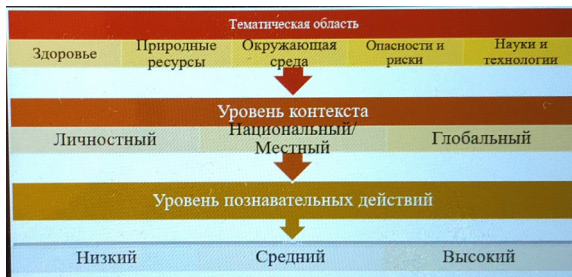 Тематическая область
Здоровье
Природные
ресурсы
Окружающая
среда
Опасности и
риски
Науки и
технологии
Уровень контекста
Личностный
Национальный/
Местный
Глобальный
Уровень познавательных действий
Низкий
Средний
Высокий